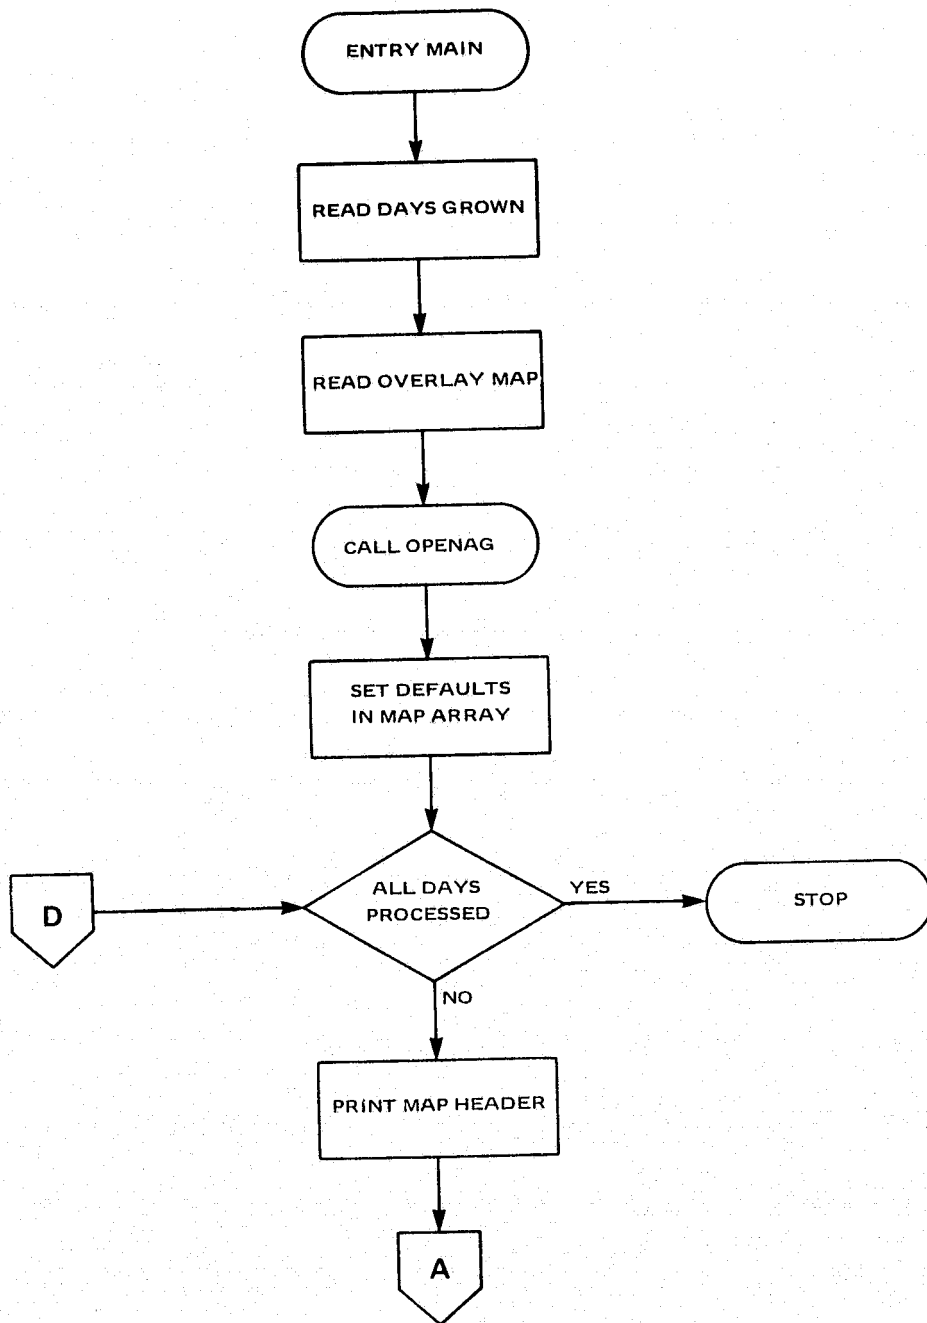 ENTRY MAIN
READ DAYS GROWN
READ OVERLAY MAP
CALL OPENAG
SET DEFAULTS
IN MAP ARRAY
D
ALL DAYS
PROCESSED
YES
STOP
NO
PRINT MAP HEADER
A